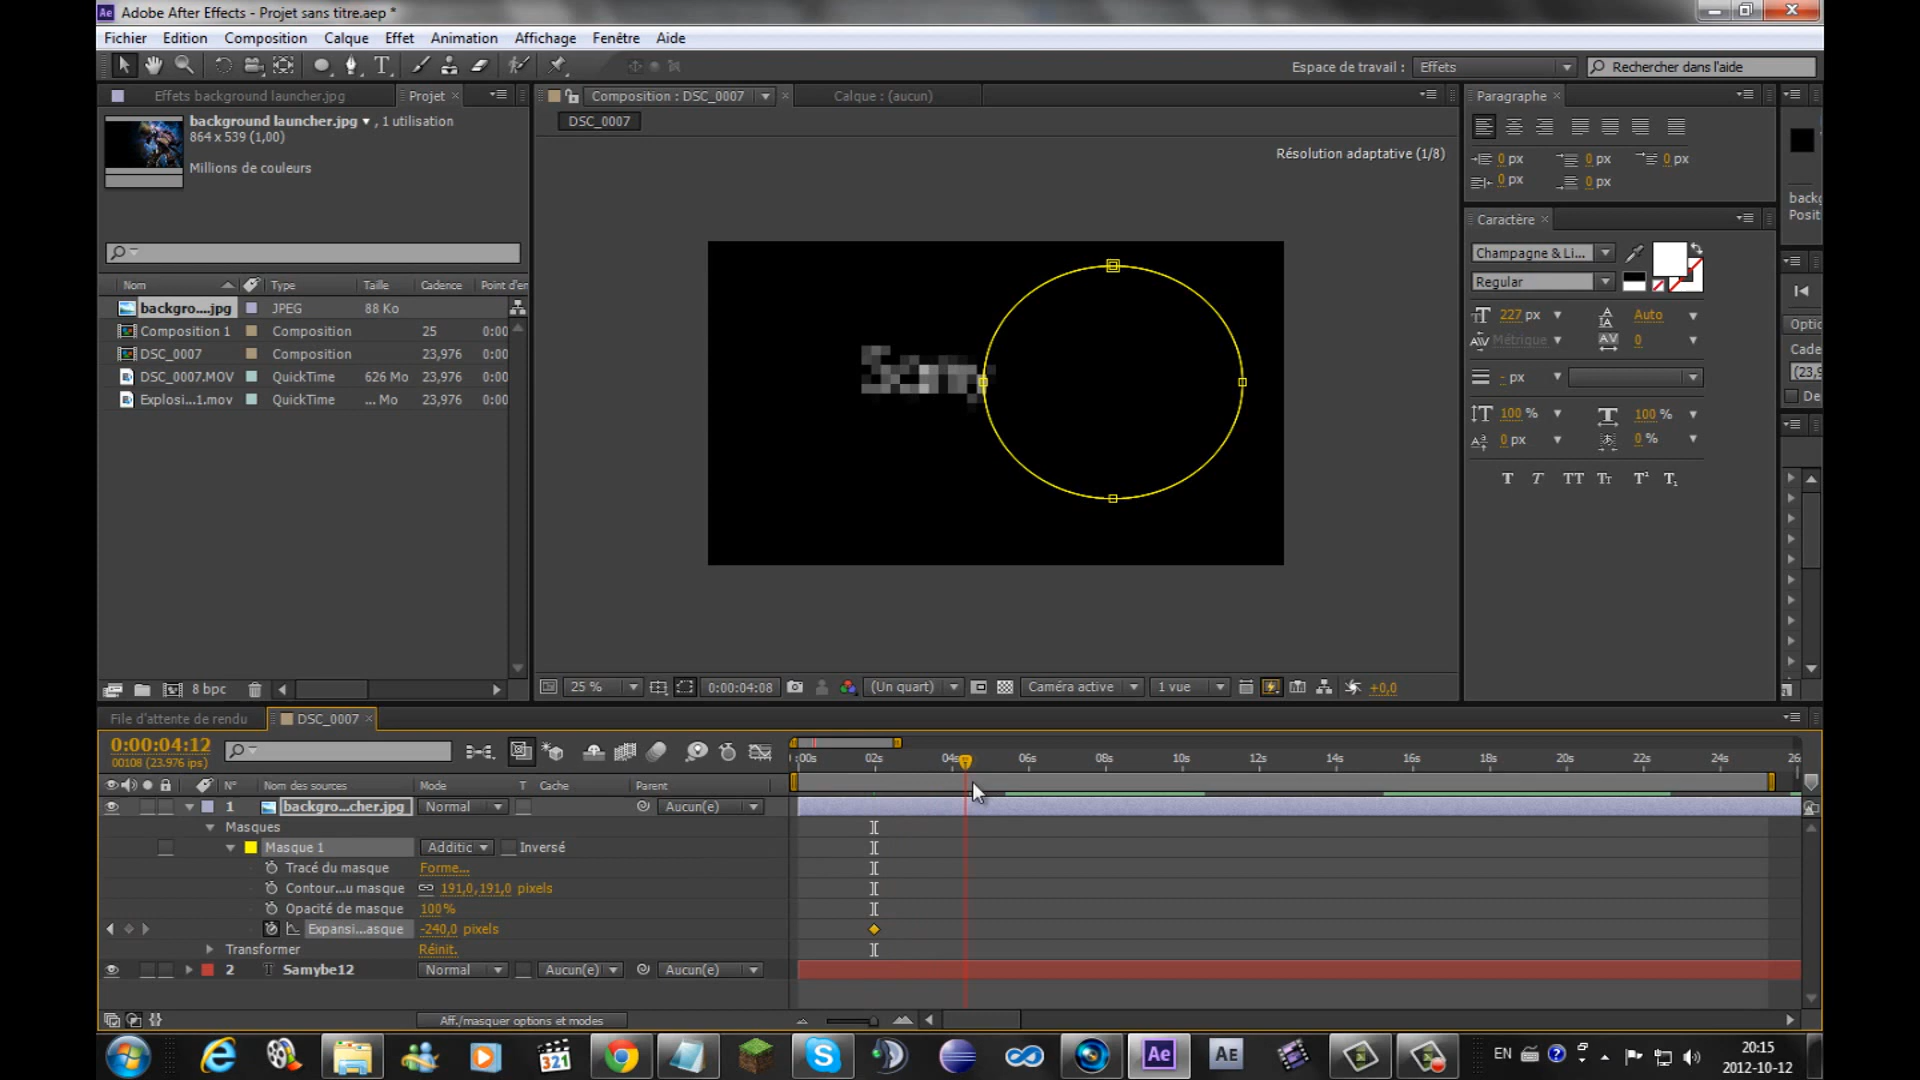 Adobe After Effects - Projet sans titre.aep *
Fichier Edition Composition Calque Effet Animation Affichage Fenêtre Aide
Espace de travail : Effets Rechercher dans l'aide
Effets background launcher.jpg Projet
Composition : DSC_0007 Calque : (aucun)
Paragraphe
background launcher.jpg , 1 utilisation
864 x 539 (1,00)
Millions de couleurs
DSC_0007
Résolution adaptative (1/8)
0 px 0 px 0 px
0 px 0 px
Posit
Caractère
Champagne & Li...
Regular
227 px Auto
Métrique 0
- px
100 % 100 %
0 px 0 %
T T TT Tт T¹ T₁
Optic
Cade
(23,9
De
Nom Type Taille Cadence Point d'en
backgro....jpg JPEG 88 Ko
Composition 1 Composition 25 0:00
DSC_0007 Composition 23,976 0:00
DSC_0007.MOV QuickTime 626 Mo 23,976 0:00
Explosi...1.mov QuickTime ... Mo 23,976 0:00
8 bpc
25 % 0:00:04:08 (Un quart) Caméra active 1 vue +0,0
File d'attente de rendu DSC_0007
0:00:04:12
00108 (23.976 ips)
:00s 02s 04s 06s 08s 10s 12s 14s 16s 18s 20s 22s 24s 26
N° Nom des sources Mode T Cache Parent
1 backgro...cher.jpg Normal Aucun(e)
Masques
Masque 1 Additic Inversé
Tracé du masque Forme...
Contour...u masque 191,0,191,0 pixels
Opacité de masque 100%
Expansi...asque -240,0 pixels
Transformer Réinit.
2 T Samybe12 Normal Aucun(e) Aucun(e)
Aff./masquer options et modes
321
Ae AE
EN
20:15
2012-10-12